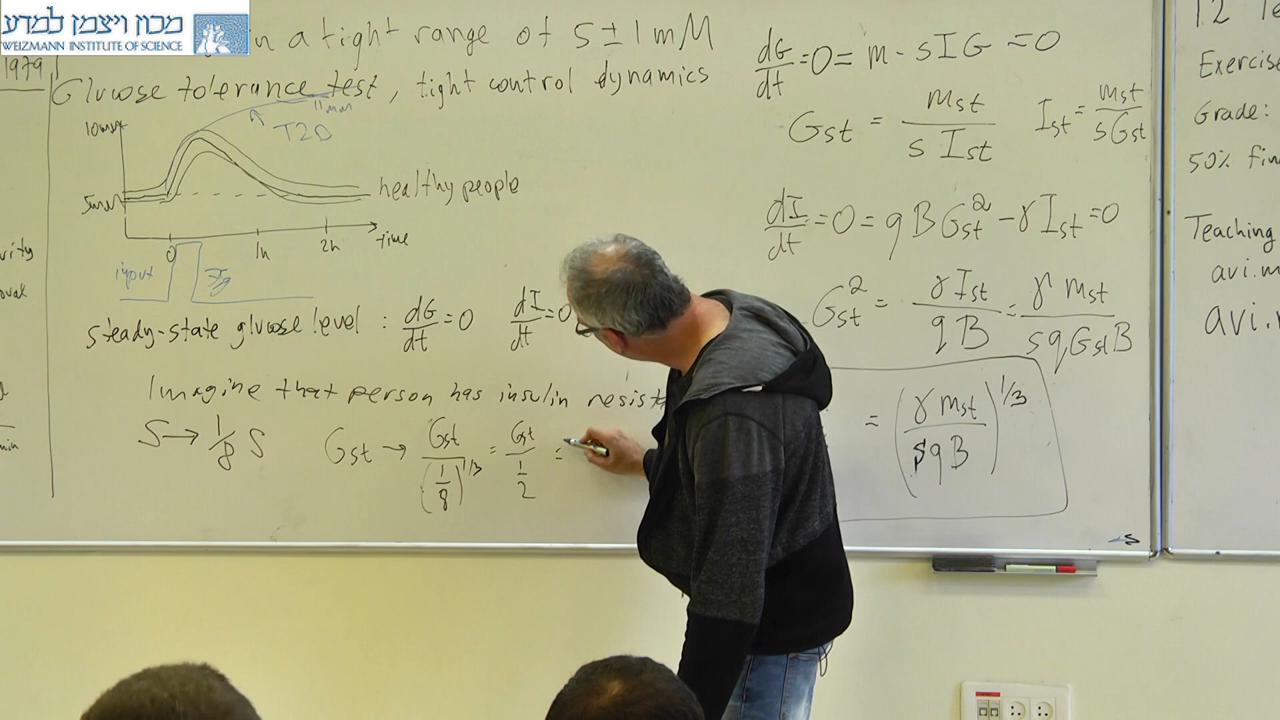 מכון ויצמן למדע
WEIZMANN INSTITUTE OF SCIENCE
1979
in a tight range of 5±1mM
Glucose tolerance test, tight control dynamics
10mM
11mM
T2D
5mM
healthy people
0 1h 2h time
input
steady-state glucose level : dG/dt=0 dI/dt=0
Imagine that person has insulin resist
S→1/8 S Gst → Gst/(1/8)^1/3 = Gst/(1/2) =
dG/dt=0= m-sIG =0
Gst = mst/(s Ist) Ist = mst/(sGst)
dI/dt=0=qBGst^2-γIst=0
Gst^2 = γIst/(qB) = γ mst/(sqGstB)
= (γ mst/(sqB))^1/3
12
Exercise
Grade:
50% fin
Teaching
avi.m
avi.